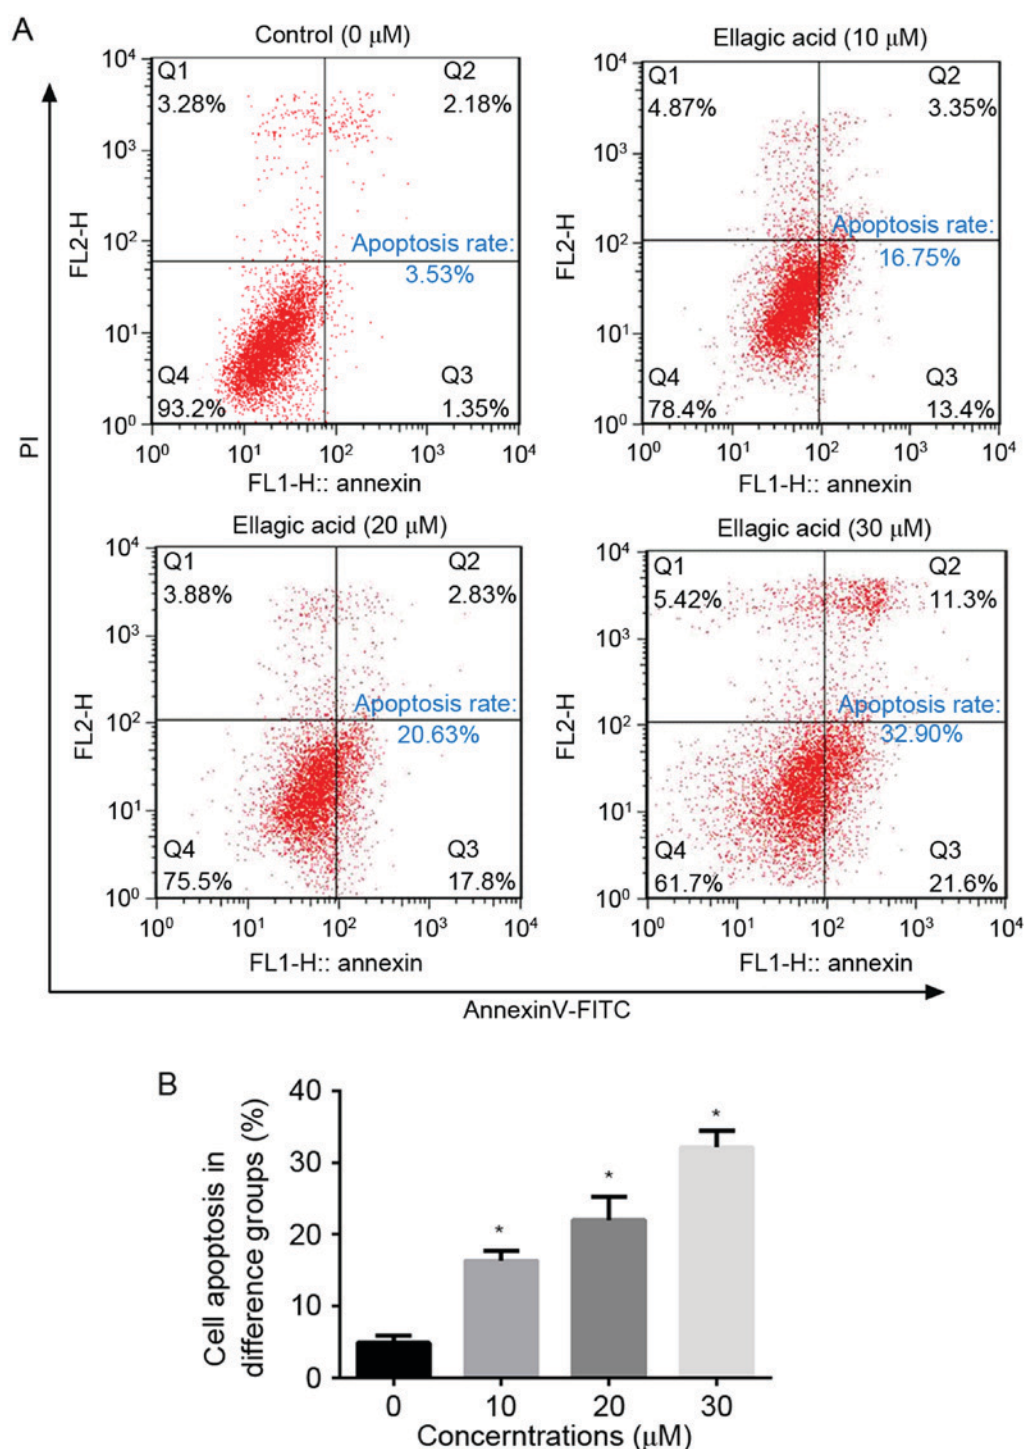 A
Control (0 μM)
Q1
3.28%
Q2
2.18%
Apoptosis rate:
3.53%
Q4
93.2%
Q3
1.35%
10⁴
10³
10²
10¹
10⁰
FL2-H
10⁰ 10¹ 10² 10³ 10⁴
FL1-H:: annexin
Ellagic acid (10 μM)
Q1
4.87%
Q2
3.35%
Apoptosis rate:
16.75%
Q4
78.4%
Q3
13.4%
10⁴
10³
10²
10¹
10⁰
FL2-H
10⁰ 10¹ 10² 10³ 10⁴
FL1-H:: annexin
PI
Ellagic acid (20 μM)
Q1
3.88%
Q2
2.83%
Apoptosis rate:
20.63%
Q4
75.5%
Q3
17.8%
10⁴
10³
10²
10¹
10⁰
FL2-H
10⁰ 10¹ 10² 10³ 10⁴
FL1-H:: annexin
Ellagic acid (30 μM)
Q1
5.42%
Q2
11.3%
Apoptosis rate:
32.90%
Q4
61.7%
Q3
21.6%
10⁴
10³
10²
10¹
10⁰
FL2-H
10⁰ 10¹ 10² 10³ 10⁴
FL1-H:: annexin
AnnexinV-FITC
B
Cell apoptosis in
difference groups (%)
40
30
20
10
0
*
*
*
0 10 20 30
Concerntrations (μM)